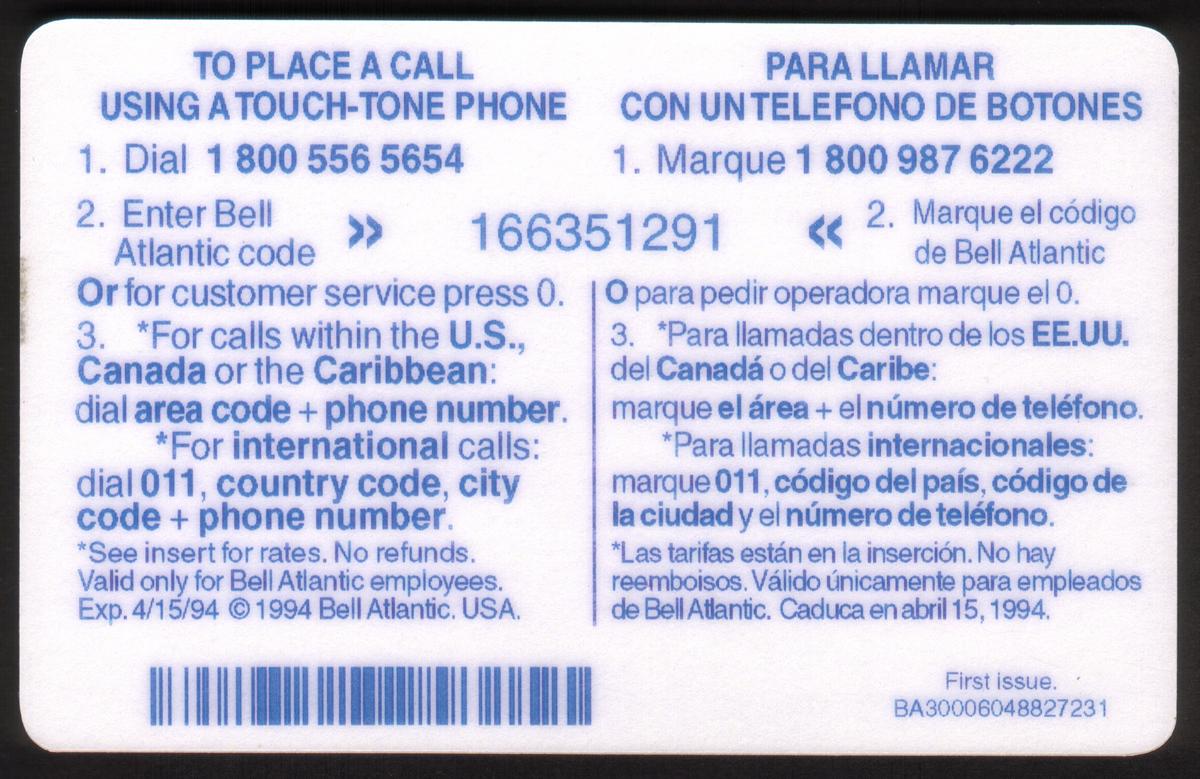 TO PLACE A CALL
USING A TOUCH-TONE PHONE
1. Dial 1 800 556 5654
2. Enter Bell
Atlantic code
»
166351291
Or for customer service press 0.
3. *For calls within the U.S.,
Canada or the Caribbean:
dial area code + phone number.
*For international calls:
dial 011, country code, city
code + phone number.
*See insert for rates. No refunds.
Valid only for Bell Atlantic employees.
Exp. 4/15/94 © 1994 Bell Atlantic. USA.
PARA LLAMAR
CON UN TELEFONO DE BOTONES
1. Marque 1 800 987 6222
« 2. Marque el código
de Bell Atlantic
O para pedir operadora marque el 0.
3. *Para llamadas dentro de los EE.UU.
del Canadá o del Caribe:
marque el área + el número de teléfono.
*Para llamadas internacionales:
marque 011, código del país, código de
la ciudad y el número de teléfono.
*Las tarifas están en la inserción. No hay
reemboisos. Válido únicamente para empleados
de Bell Atlantic. Caduca en abril 15, 1994.
First issue.
BA30006048827231